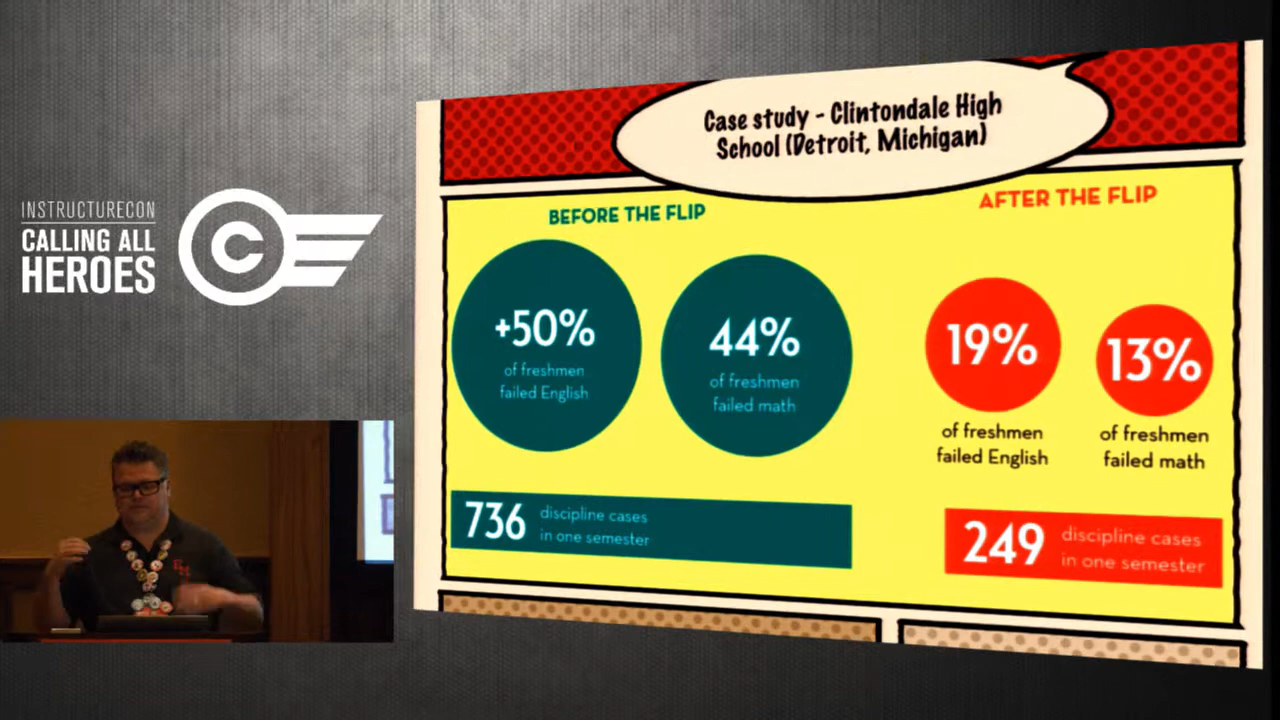 INSTRUCTURECON
CALLING ALL
HEROES
C
Case study - Clintondale High
School (Detroit, Michigan)
BEFORE THE FLIP
AFTER THE FLIP
+50%
of freshmen
failed English
44%
of freshmen
failed math
19%
of freshmen
failed English
13%
of freshmen
failed math
736
discipline cases
in one semester
249
discipline cases
in one semester